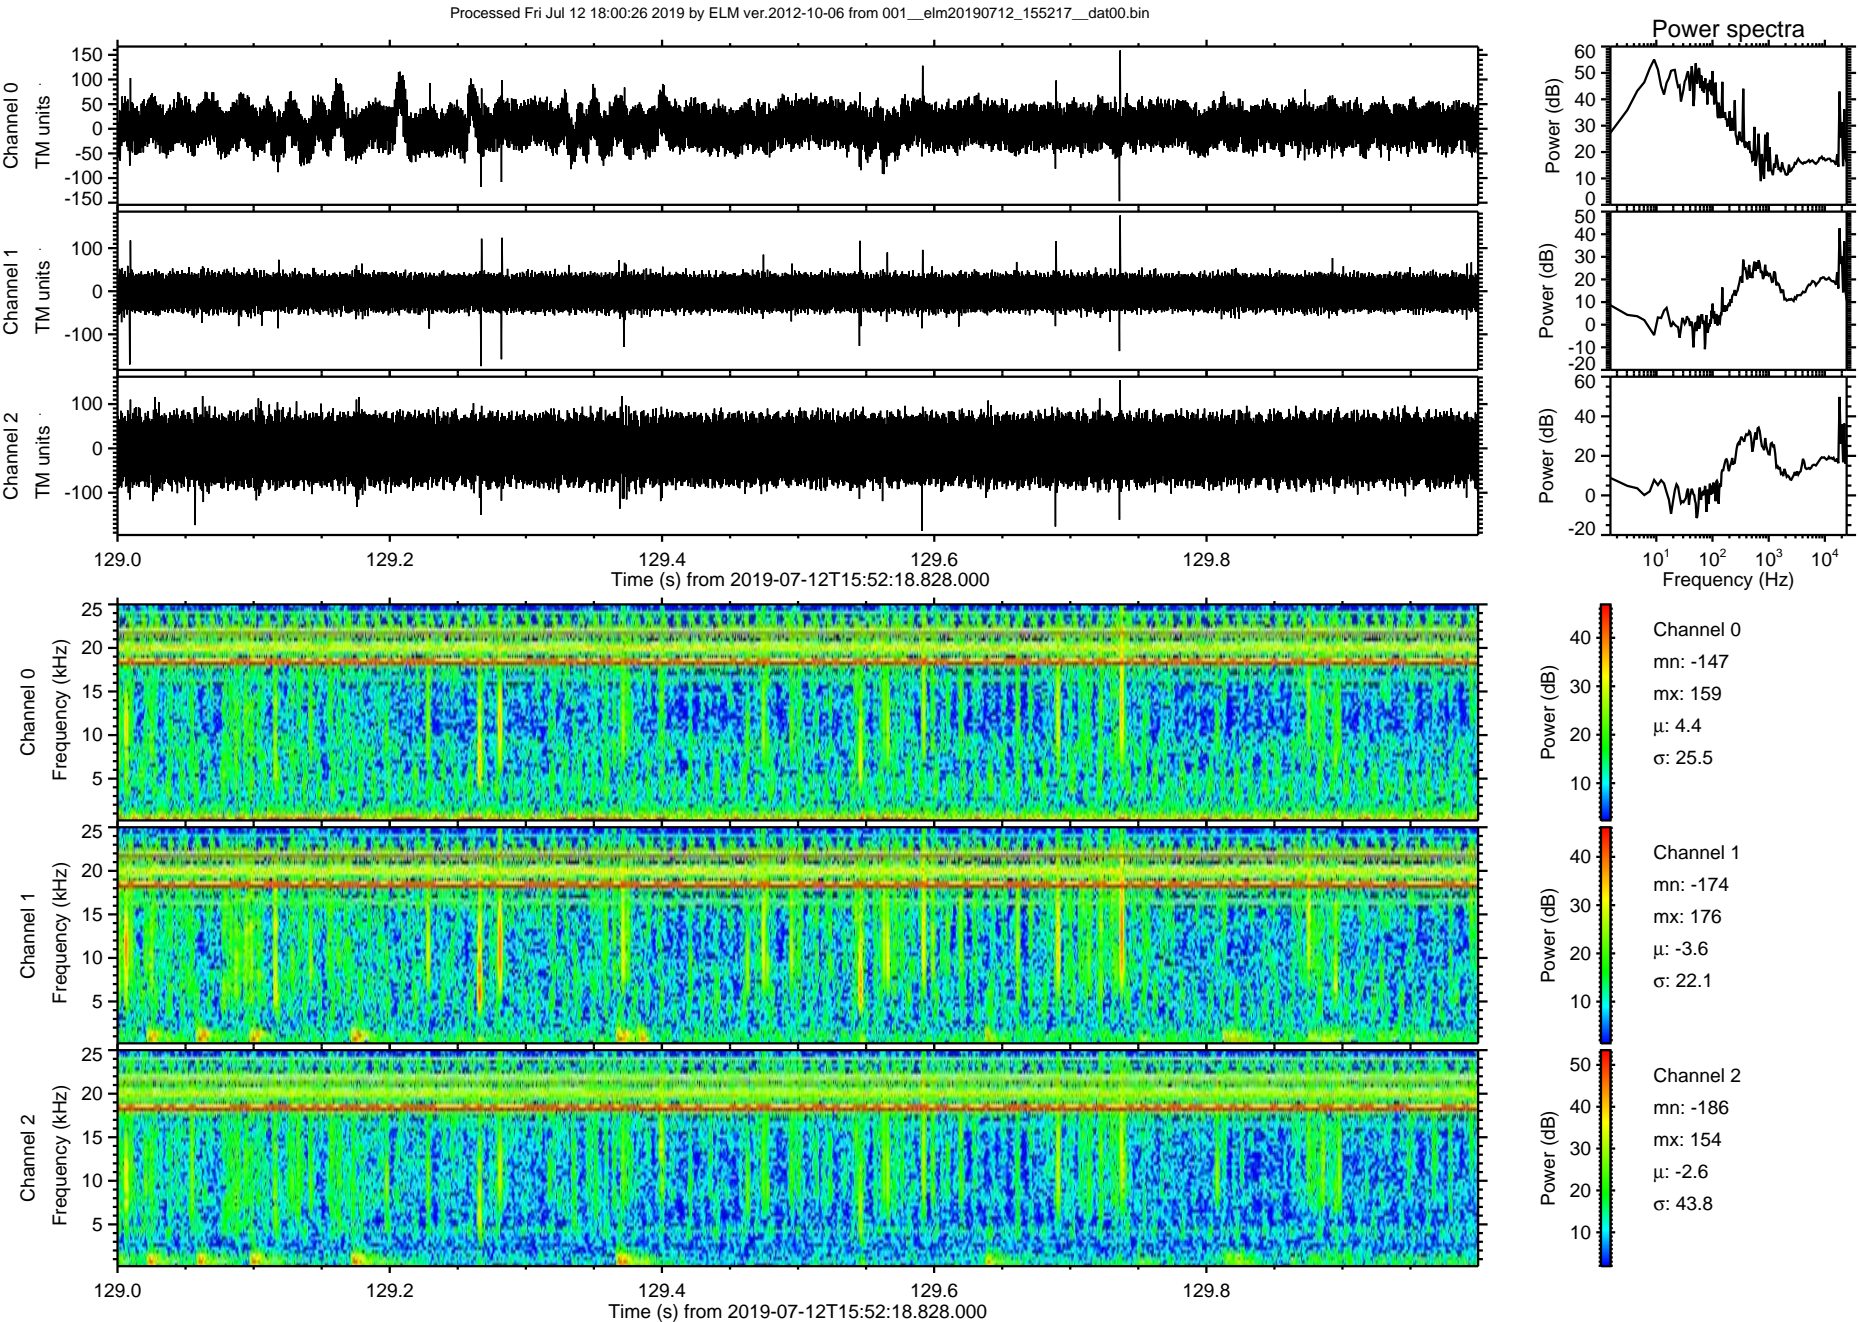 Processed Fri Jul 12 18:00:26 2019 by ELM ver.2012-10-06 from 001__elm20190712_155217__dat00.bin
Power spectra
Channel 0
TM units
150
100
50
0
-50
-100
-150
Power (dB)
60
50
40
30
20
10
0
Channel 1
TM units
100
0
-100
Power (dB)
50
40
30
20
10
0
-10
-20
Channel 2
TM units
100
0
-100
Power (dB)
60
40
20
0
-20
129.0 129.2 129.4 129.6 129.8
Time (s) from 2019-07-12T15:52:18.828.000
10¹ 10² 10³ 10⁴
Frequency (Hz)
Channel 0
Frequency (kHz)
25
20
15
10
5
Power (dB)
40
30
20
10
Channel 0
mn: -147
mx: 159
μ: 4.4
σ: 25.5
Channel 1
Frequency (kHz)
25
20
15
10
5
Power (dB)
40
30
20
10
Channel 1
mn: -174
mx: 176
μ: -3.6
σ: 22.1
Channel 2
Frequency (kHz)
25
20
15
10
5
Power (dB)
50
40
30
20
10
Channel 2
mn: -186
mx: 154
μ: -2.6
σ: 43.8
129.0 129.2 129.4 129.6 129.8
Time (s) from 2019-07-12T15:52:18.828.000